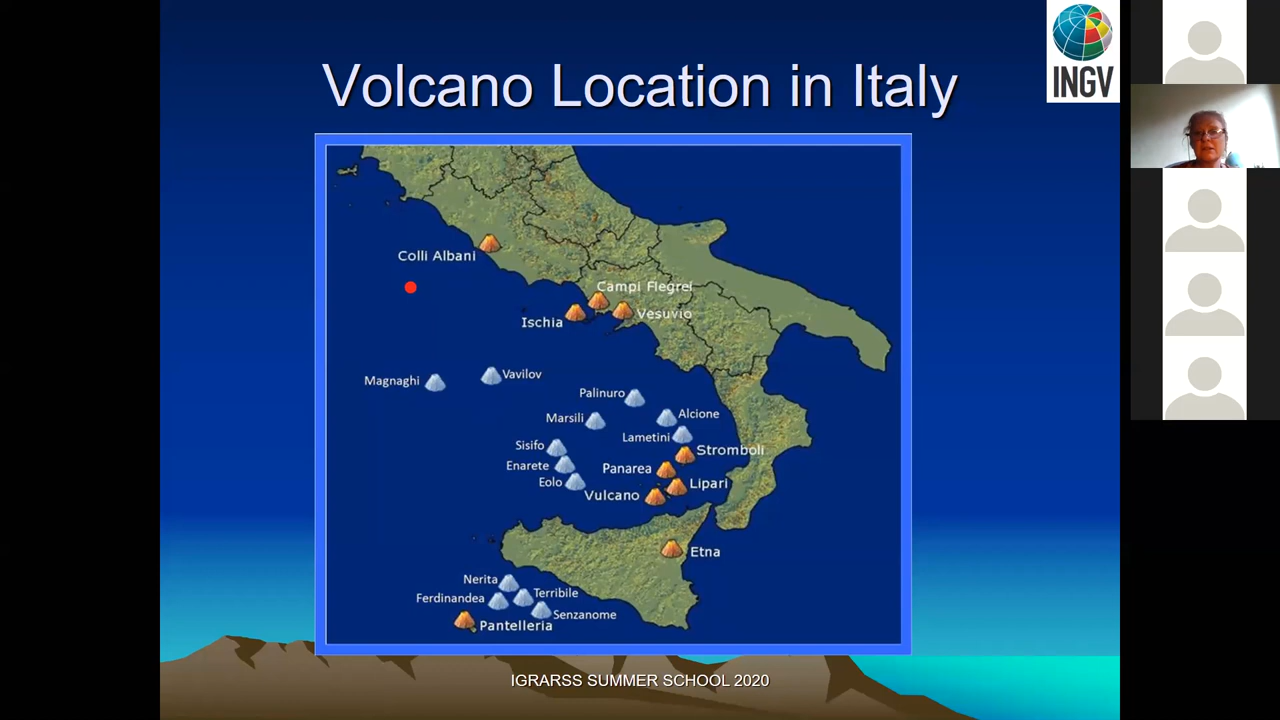 Volcano Location in Italy
INGV
Colli Albani
Campi Flegrei
Ischia
Vesuvio
Magnaghi
Vavilov
Palinuro
Marsili
Alcione
Lametini
Sisifo
Stromboli
Enarete
Panarea
Eolo
Lipari
Vulcano
Etna
Nerita
Terribile
Ferdinandea
Senzanome
Pantelleria
IGRARSS SUMMER SCHOOL 2020